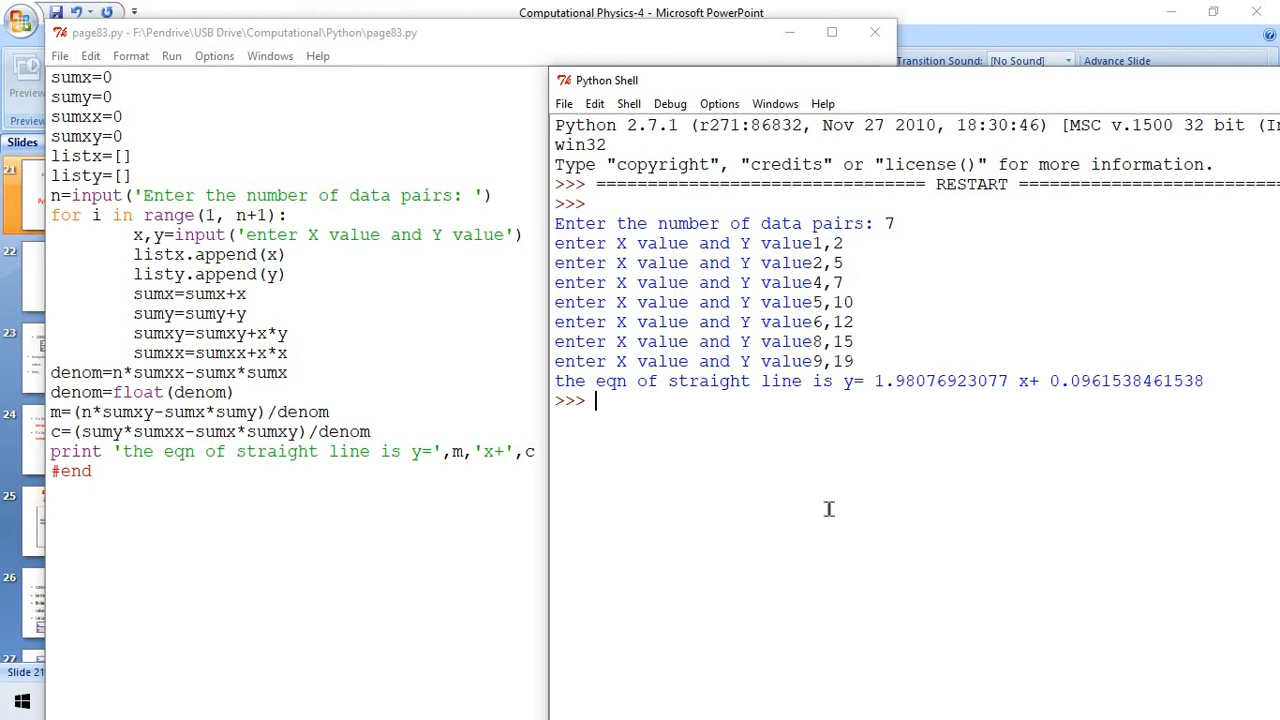 Computational Physics-4 - Microsoft PowerPoint
page83.py - F:\Pendrive\USB Drive\Computational\Python\page83.py
File Edit Format Run Options Windows Help
sumx=0
sumy=0
sumxx=0
sumxy=0
listx=[]
listy=[]
n=input('Enter the number of data pairs: ')
for i in range(1, n+1):
x,y=input('enter X value and Y value')
listx.append(x)
listy.append(y)
sumx=sumx+x
sumy=sumy+y
sumxy=sumxy+x*y
sumxx=sumxx+x*x
denom=n*sumxx-sumx*sumx
denom=float(denom)
m=(n*sumxy-sumx*sumy)/denom
c=(sumy*sumxx-sumx*sumxy)/denom
print 'the eqn of straight line is y=',m,'x+',c
#end
Python Shell
File Edit Shell Debug Options Windows Help
Python 2.7.1 (r271:86832, Nov 27 2010, 18:30:46) [MSC v.1500 32 bit (In
win32
Type "copyright", "credits" or "license()" for more information.
>>> ================================ RESTART ================================
>>>
Enter the number of data pairs: 7
enter X value and Y value1,2
enter X value and Y value2,5
enter X value and Y value4,7
enter X value and Y value5,10
enter X value and Y value6,12
enter X value and Y value8,15
enter X value and Y value9,19
the eqn of straight line is y= 1.98076923077 x+ 0.0961538461538
>>>
Transition Sound: [No Sound] Advance Slide
Preview
Preview
Slides
21
22
23
24
25
26
27
Slide 21